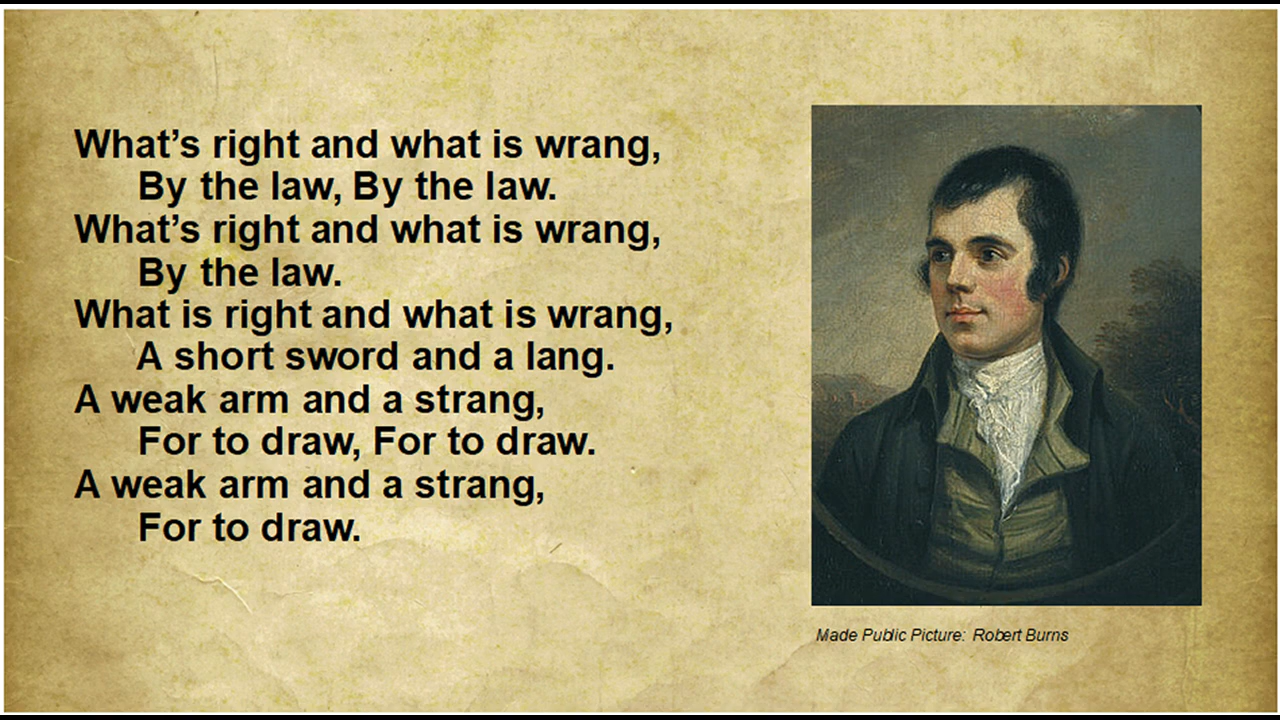 What’s right and what is wrang,
By the law, By the law.
What’s right and what is wrang,
By the law.
What is right and what is wrang,
A short sword and a lang.
A weak arm and a strang,
For to draw, For to draw.
A weak arm and a strang,
For to draw.
Made Public Picture: Robert Burns